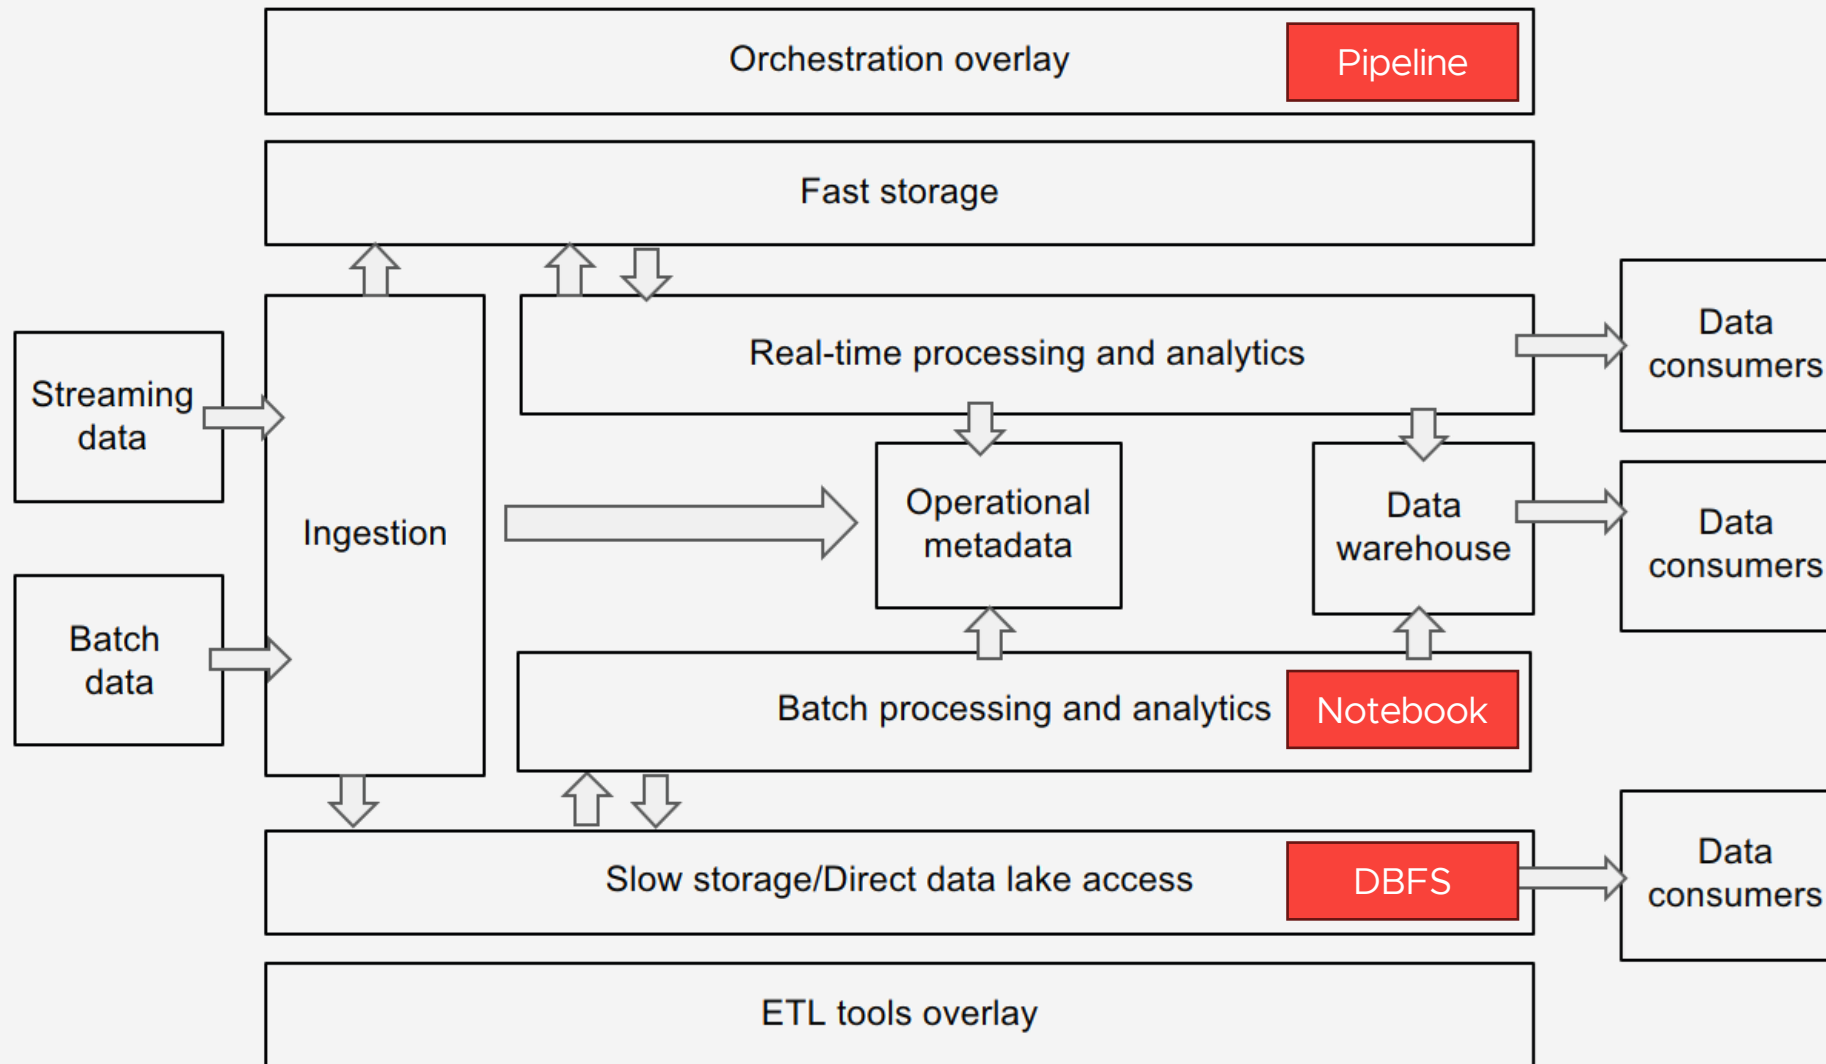 Orchestration overlay
Pipeline
Fast storage
Real-time processing and analytics
Data
consumers
Streaming
data
Ingestion
Operational
metadata
Data
warehouse
Data
consumers
Batch
data
Batch processing and analytics
Notebook
Slow storage/Direct data lake access
DBFS
Data
consumers
ETL tools overlay